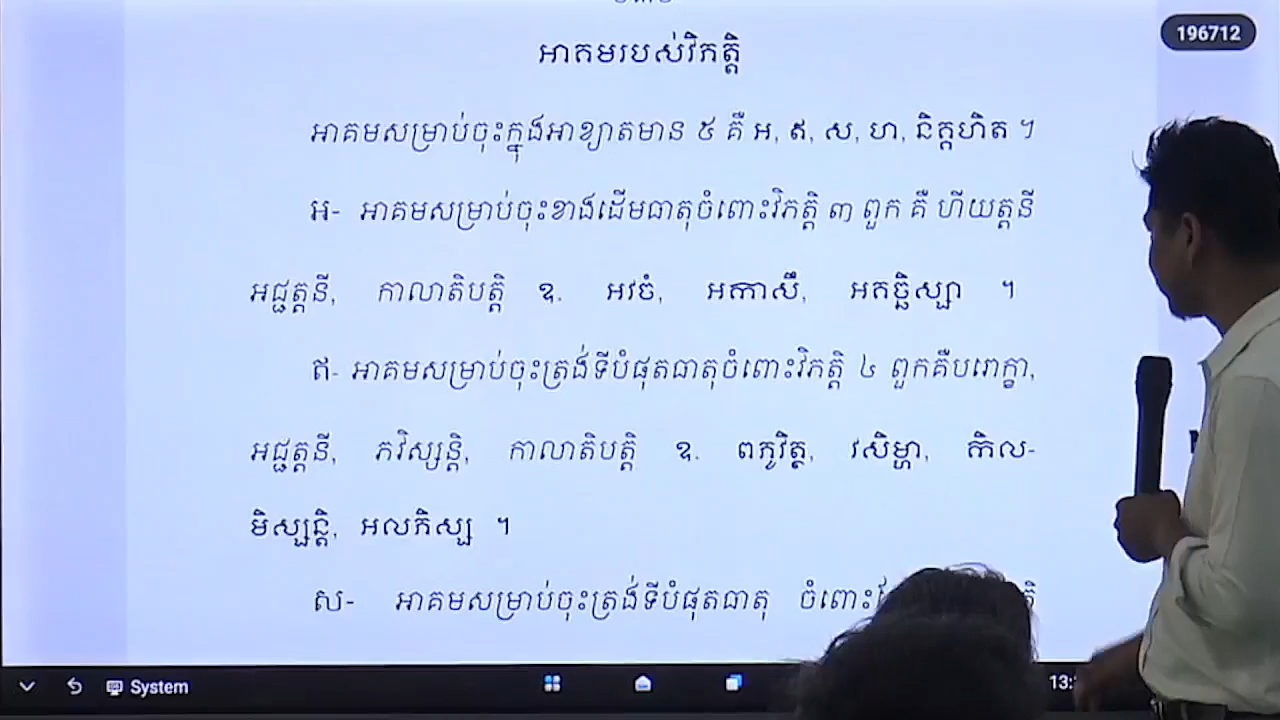 196712
អាគមរបស់វិភត្តិ
អាគមសម្រាប់ចុះក្នុងអាខ្យាតមាន ៥ គឺ អ, ឥ, ស, ហ, និគ្គហិត ។
អ- អាគមសម្រាប់ចុះខាងដើមធាតុចំពោះវិភត្តិ ៣ ពួក គឺ ហីយត្តនី
អជ្ជត្តនី, កាលាតិបត្តិ ឧ. អវចំ, អកាសឹ, អគច្ឆិស្សា ។
ឥ- អាគមសម្រាប់ចុះត្រង់ទីបំផុតធាតុចំពោះវិភត្តិ ៤ ពួកគឺបរោក្ខា,
អជ្ជត្តនី, ភវិស្សន្តិ, កាលាតិបត្តិ ឧ. ពភូវិត្ថ, វសិម្ហា, កិល-
មិស្សន្តិ, អលភិស្ស ។
ស- អាគមសម្រាប់ចុះត្រង់ទីបំផុតធាតុ ចំពោះ
System